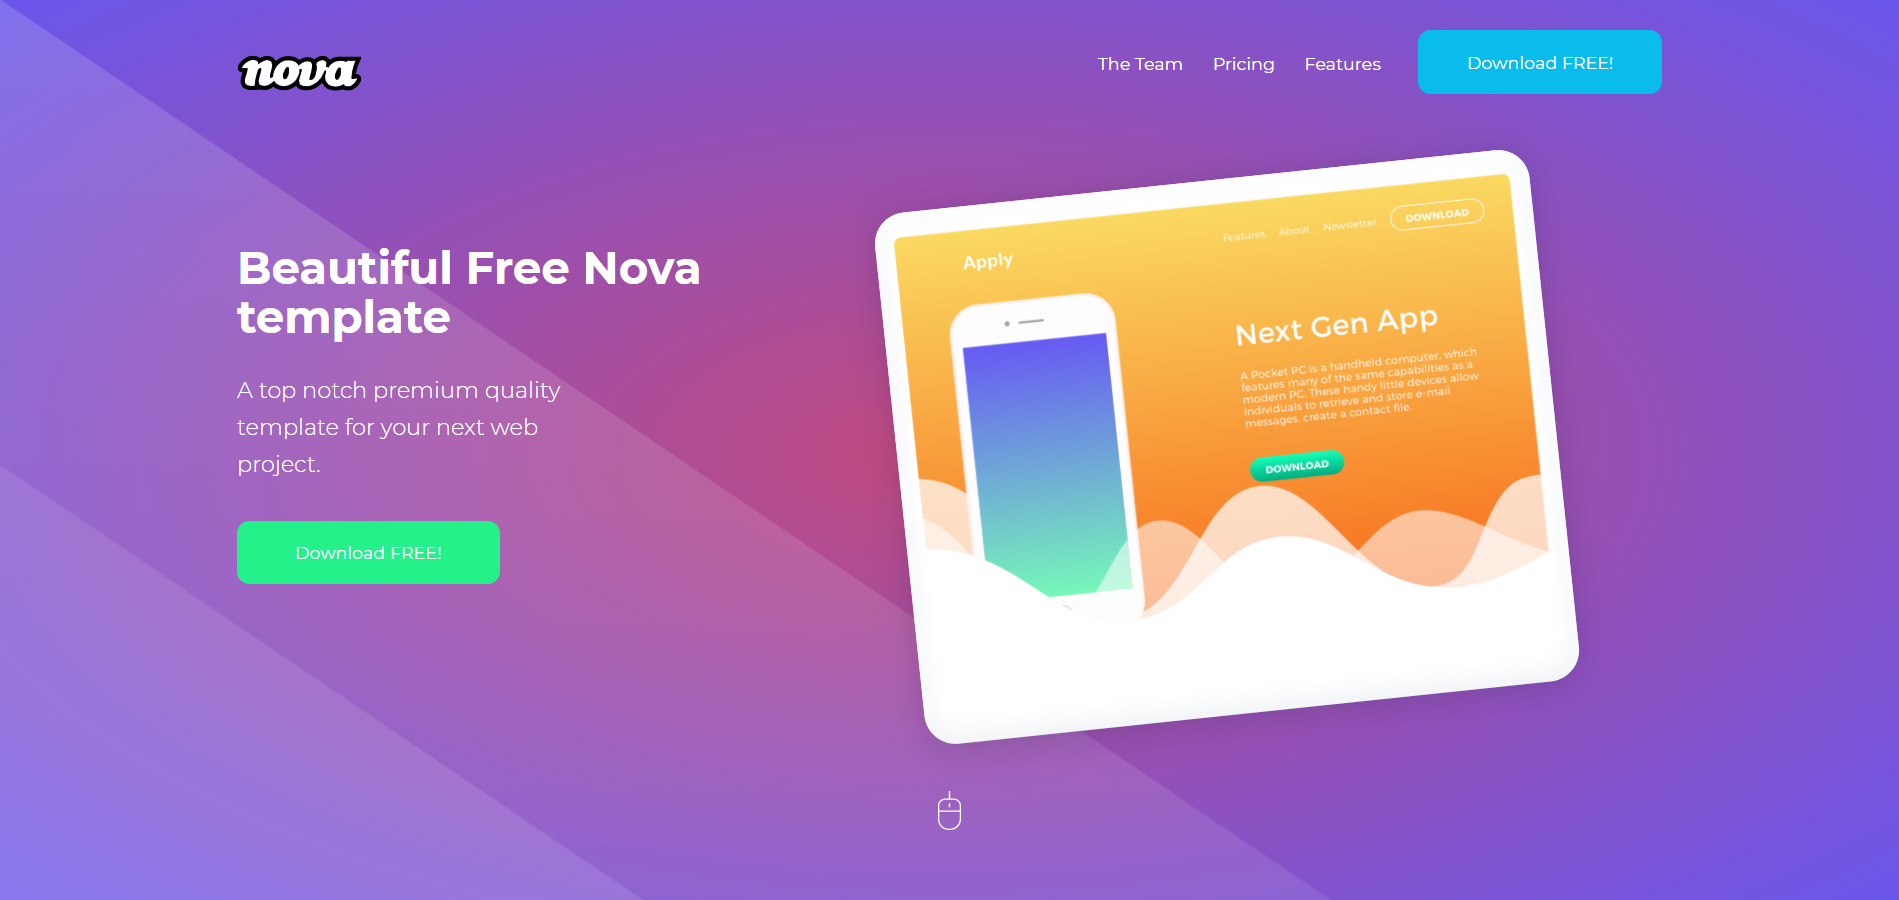 nova
The Team Pricing Features Download FREE!
Beautiful Free Nova
template
A top notch premium quality
template for your next web
project.
Download FREE!
Features About Newsletter DOWNLOAD
Apply
Next Gen App
A Pocket PC is a handheld computer, which
features many of the same capabilities as a
modern PC. These handy little devices allow
individuals to retrieve and store e-mail
messages, create a contact file.
DOWNLOAD